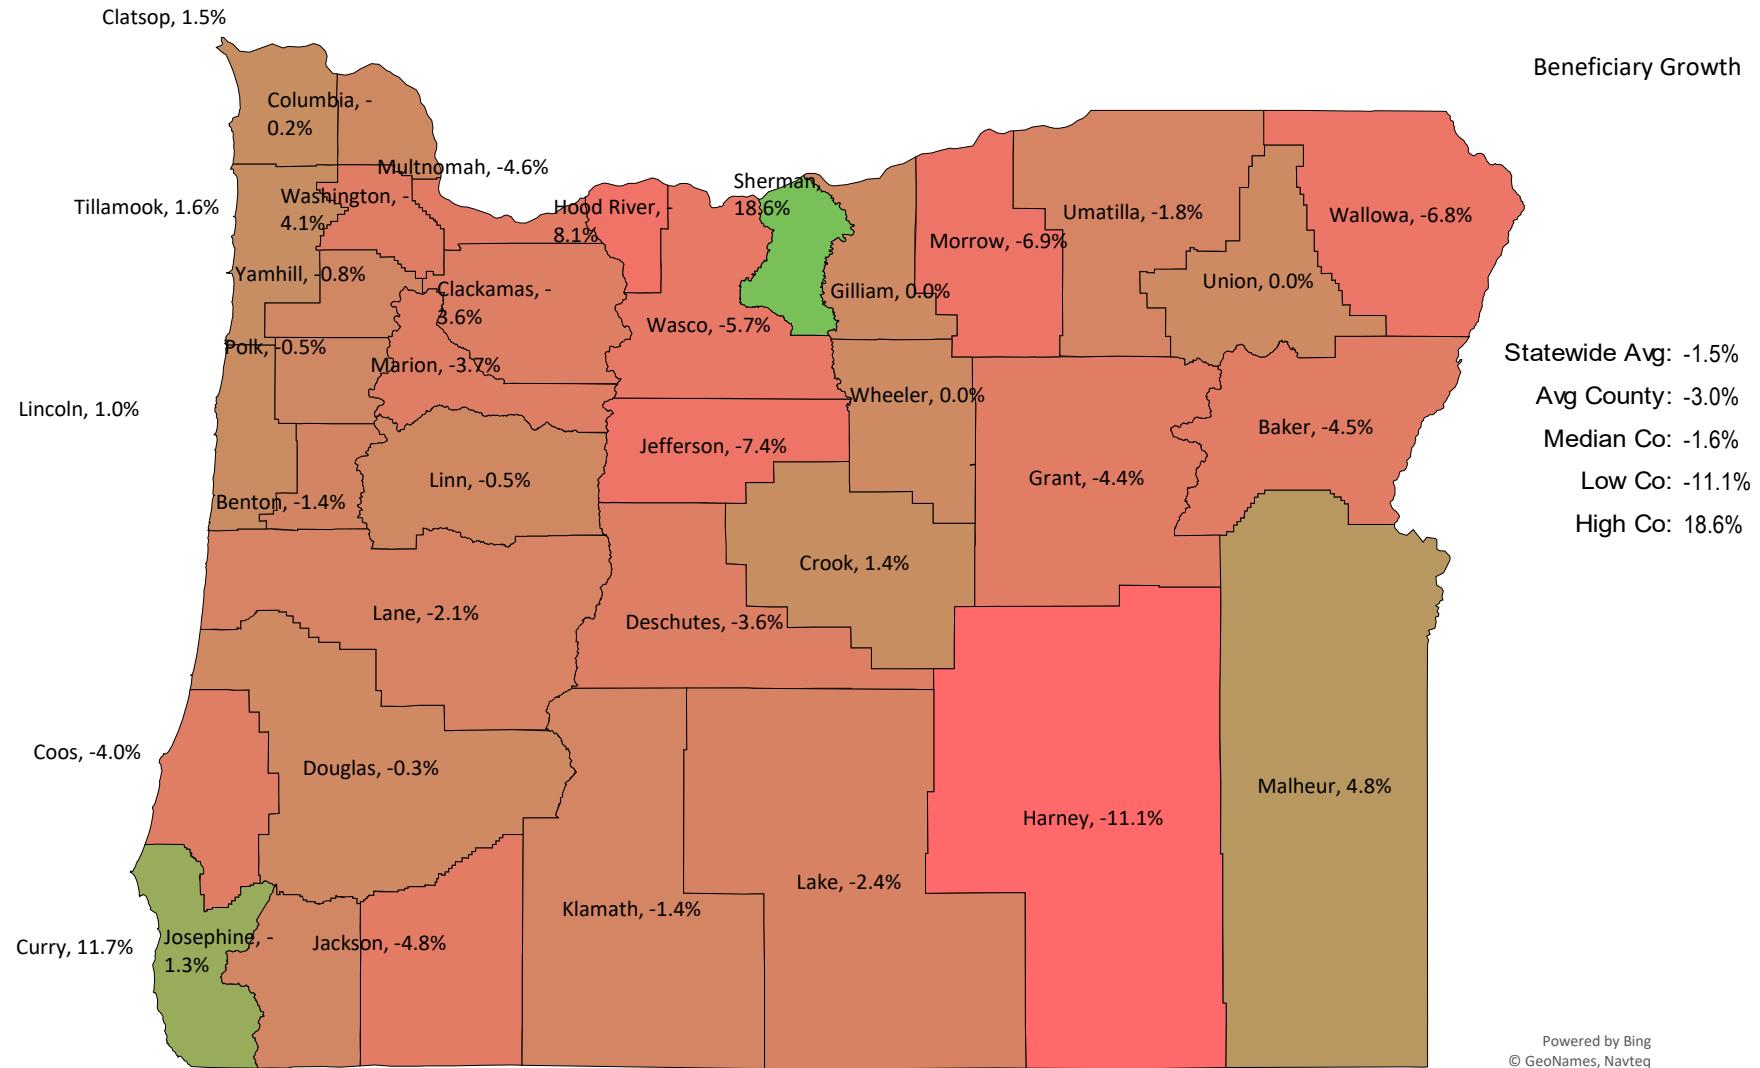 Clatsop, 1.5%
Beneficiary Growth
Columbia, -
0.2%
Multnomah, -4.6%
Tillamook, 1.6%
Washington, -
4.1%
Hood River, -
8.1%
Sherman,
18.6%
Morrow, -6.9%
Umatilla, -1.8%
Wallowa, -6.8%
Yamhill, -0.8%
Clackamas, -
3.6%
Wasco, -5.7%
Gilliam, 0.0%
Union, 0.0%
Polk, -0.5%
Marion, -3.7%
Statewide Avg: -1.5%
Avg County: -3.0%
Median Co: -1.6%
Low Co: -11.1%
High Co: 18.6%
Lincoln, 1.0%
Wheeler, 0.0%
Baker, -4.5%
Jefferson, -7.4%
Linn, -0.5%
Grant, -4.4%
Benton, -1.4%
Crook, 1.4%
Lane, -2.1%
Deschutes, -3.6%
Coos, -4.0%
Douglas, -0.3%
Malheur, 4.8%
Harney, -11.1%
Lake, -2.4%
Klamath, -1.4%
Curry, 11.7%
Josephine, -
1.3%
Jackson, -4.8%
Powered by Bing
© GeoNames, Navteq